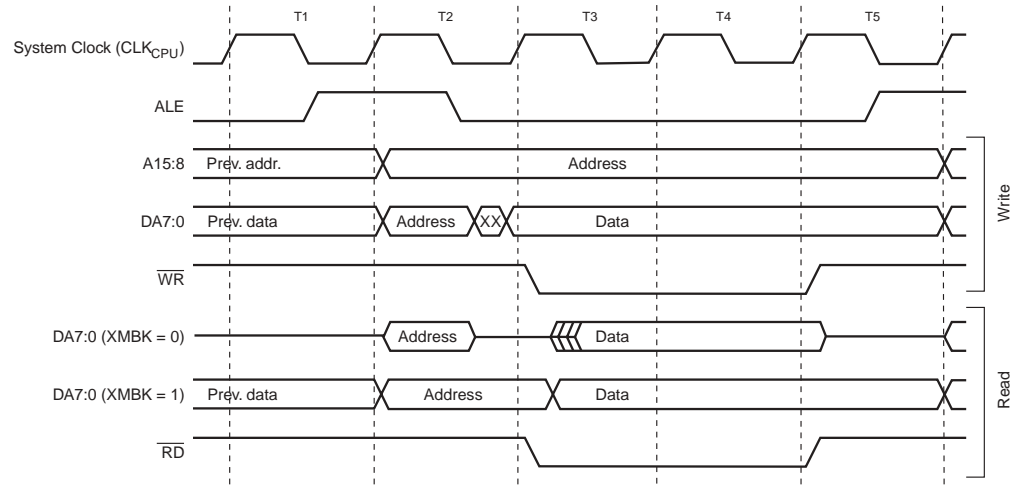 T1 T2 T3 T4 T5
System Clock (CLKCPU)
ALE
A15:8 Prev. addr. Address
DA7:0 Prev. data Address XX Data
WR
Write
DA7:0 (XMBK = 0) Address Data
DA7:0 (XMBK = 1) Prev. data Address Data
RD
Read